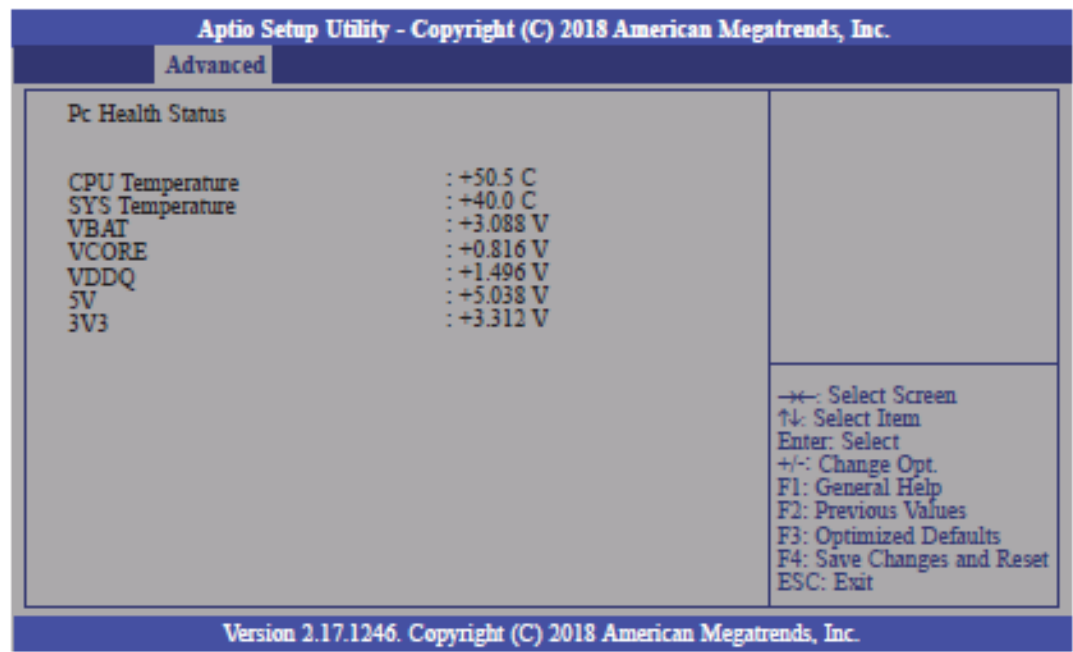 Aptio Setup Utility - Copyright (C) 2018 American Megatrends, Inc.
Advanced
Pc Health Status
CPU Temperature : +50.5 C
SYS Temperature : +40.0 C
VBAT : +3.088 V
VCORE : +0.816 V
VDDQ : +1.496 V
5V : +5.038 V
3V3 : +3.312 V
→←: Select Screen
↑↓: Select Item
Enter: Select
+/-: Change Opt.
F1: General Help
F2: Previous Values
F3: Optimized Defaults
F4: Save Changes and Reset
ESC: Exit
Version 2.17.1246. Copyright (C) 2018 American Megatrends, Inc.